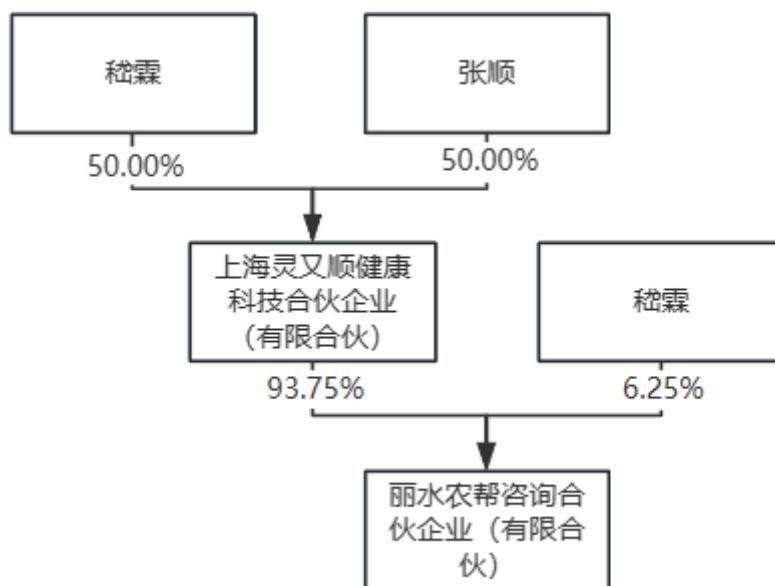 嵇霖
张顺
50.00%
50.00%
上海灵又顺健康
科技合伙企业
（有限合伙）
嵇霖
93.75%
6.25%
丽水农帮咨询合
伙企业（有限合
伙）